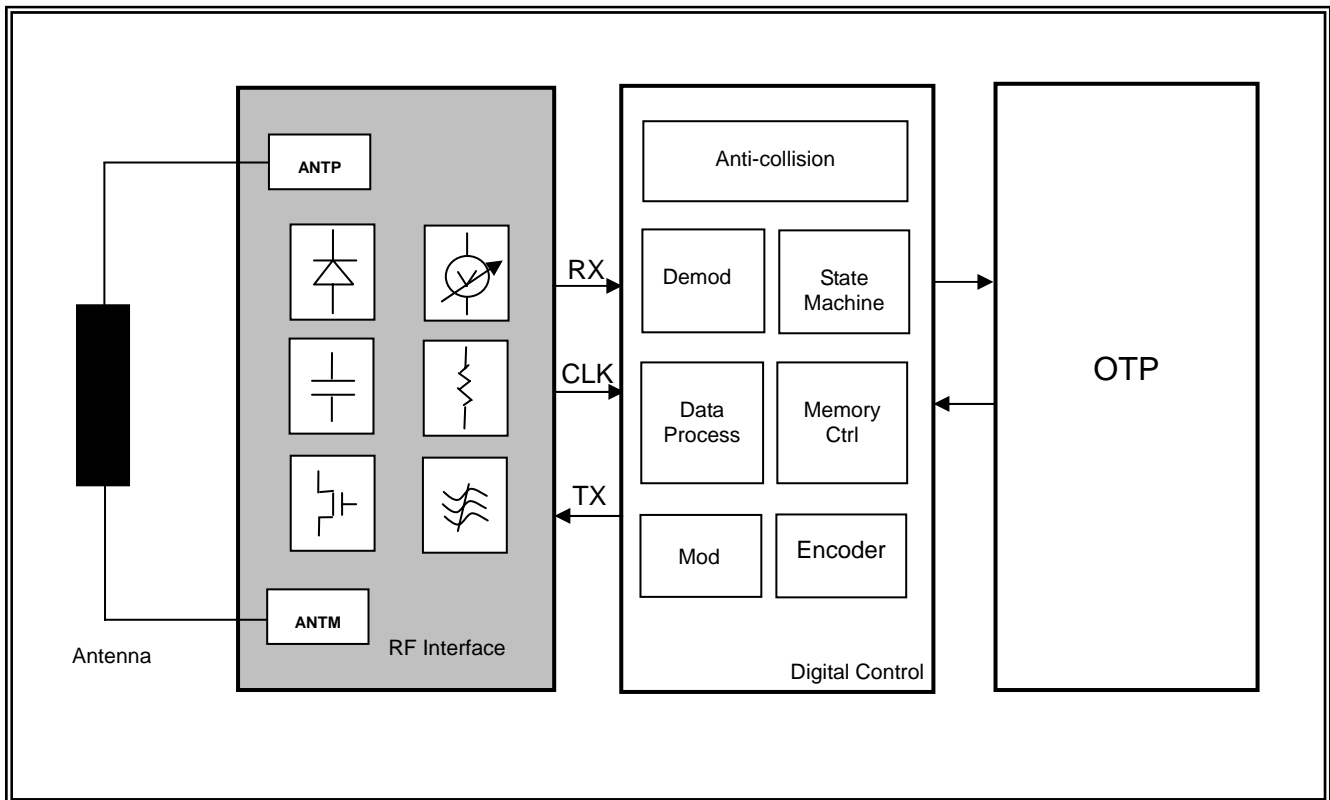 ANTP
ANTM
Antenna
RF Interface
RX
CLK
TX
Anti-collision
Demod
State
Machine
Data
Process
Memory
Ctrl
Mod
Encoder
Digital Control
OTP